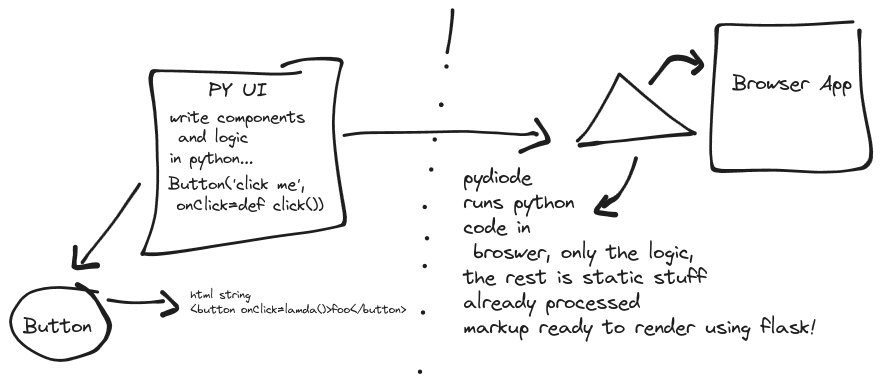 PY UI
write components
and logic
in python...
Button('click me',
onClick=def click())
Button
html string
<button onClick=lamda()>foo</button>
pydiode
runs python
code in
broswer, only the logic,
the rest is static stuff
already processed
markup ready to render using flask!
Browser App